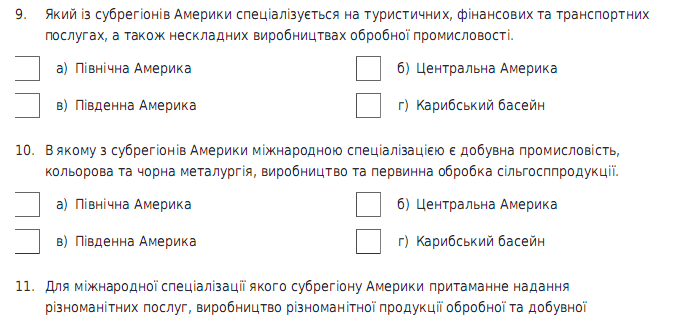 9. Який із субрегіонів Америки спеціалізується на туристичних, фінансових та транспортних
послугах, а також нескладних виробництвах обробної промисловості.
а) Північна Америка б) Центральна Америка
в) Південна Америка г) Карибський басейн
10. В якому з субрегіонів Америки міжнародною спеціалізацією є добувна промисловість,
кольорова та чорна металургія, виробництво та первинна обробка сільгосппродукції.
а) Північна Америка б) Центральна Америка
в) Південна Америка г) Карибський басейн
11. Для міжнародної спеціалізації якого субрегіону Америки притаманне надання
різноманітних послуг, виробництво різноманітної продукції обробної та добувної